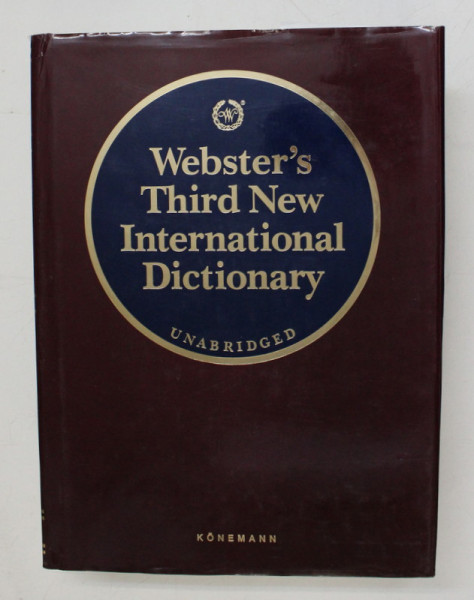 Webster's
Third New
International
Dictionary
UNABRIDGED
KÖNEMANN